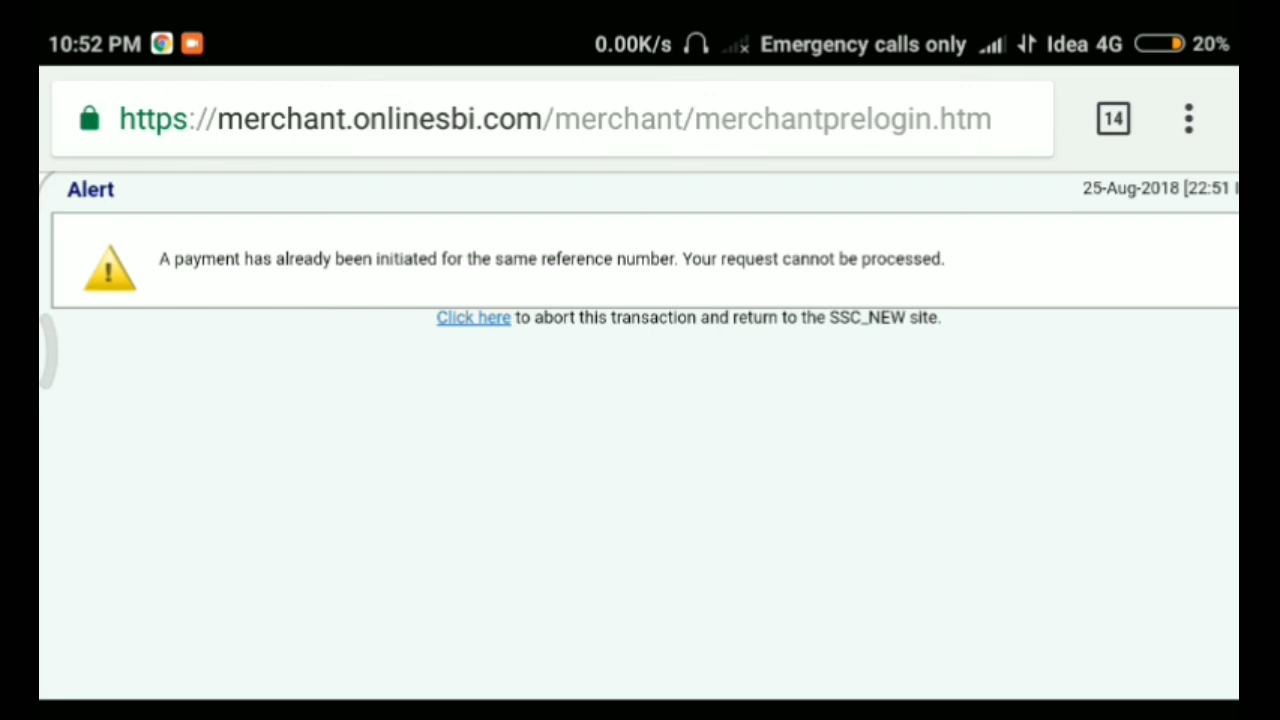 10:52 PM 0.00K/s Emergency calls only Idea 4G 20%
https://merchant.onlinesbi.com/merchant/merchantprelogin.htm 14
Alert 25-Aug-2018 [22:51 I
A payment has already been initiated for the same reference number. Your request cannot be processed.
Click here to abort this transaction and return to the SSC_NEW site.